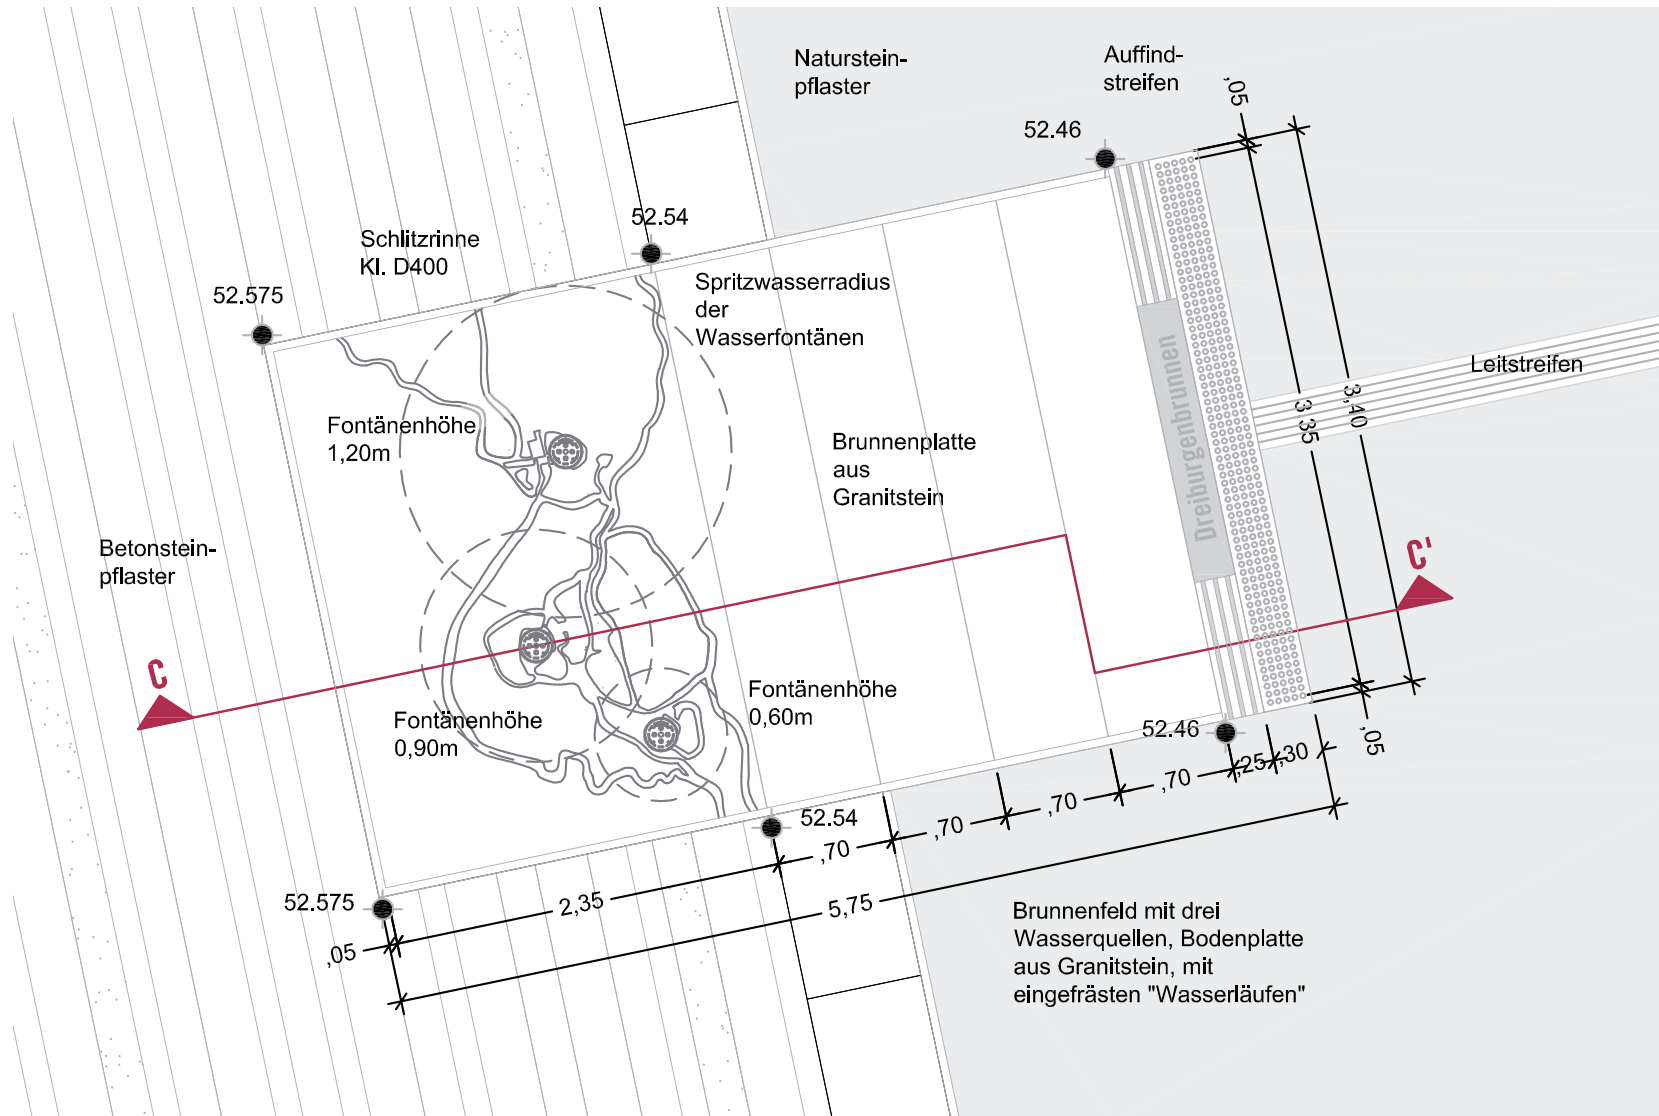 Naturstein-
pflaster
Auffind-
streifen
,05
52.46
52.54
Schlitzrinne
Kl. D400
52.575
Spritzwasserradius
der
Wasserfontänen
Leitstreifen
Dreiburgenbrunnen
3,35
3,40
Fontänenhöhe
1,20m
Brunnenplatte
aus
Granitstein
Betonstein-
pflaster
C'
C
Fontänenhöhe
0,60m
Fontänenhöhe
0,90m
52.46
,05
,30
,25
,70
,70
,70
,70
52.54
52.575
2,35
5,75
,05
Brunnenfeld mit drei
Wasserquellen, Bodenplatte
aus Granitstein, mit
eingefrästen "Wasserläufen"